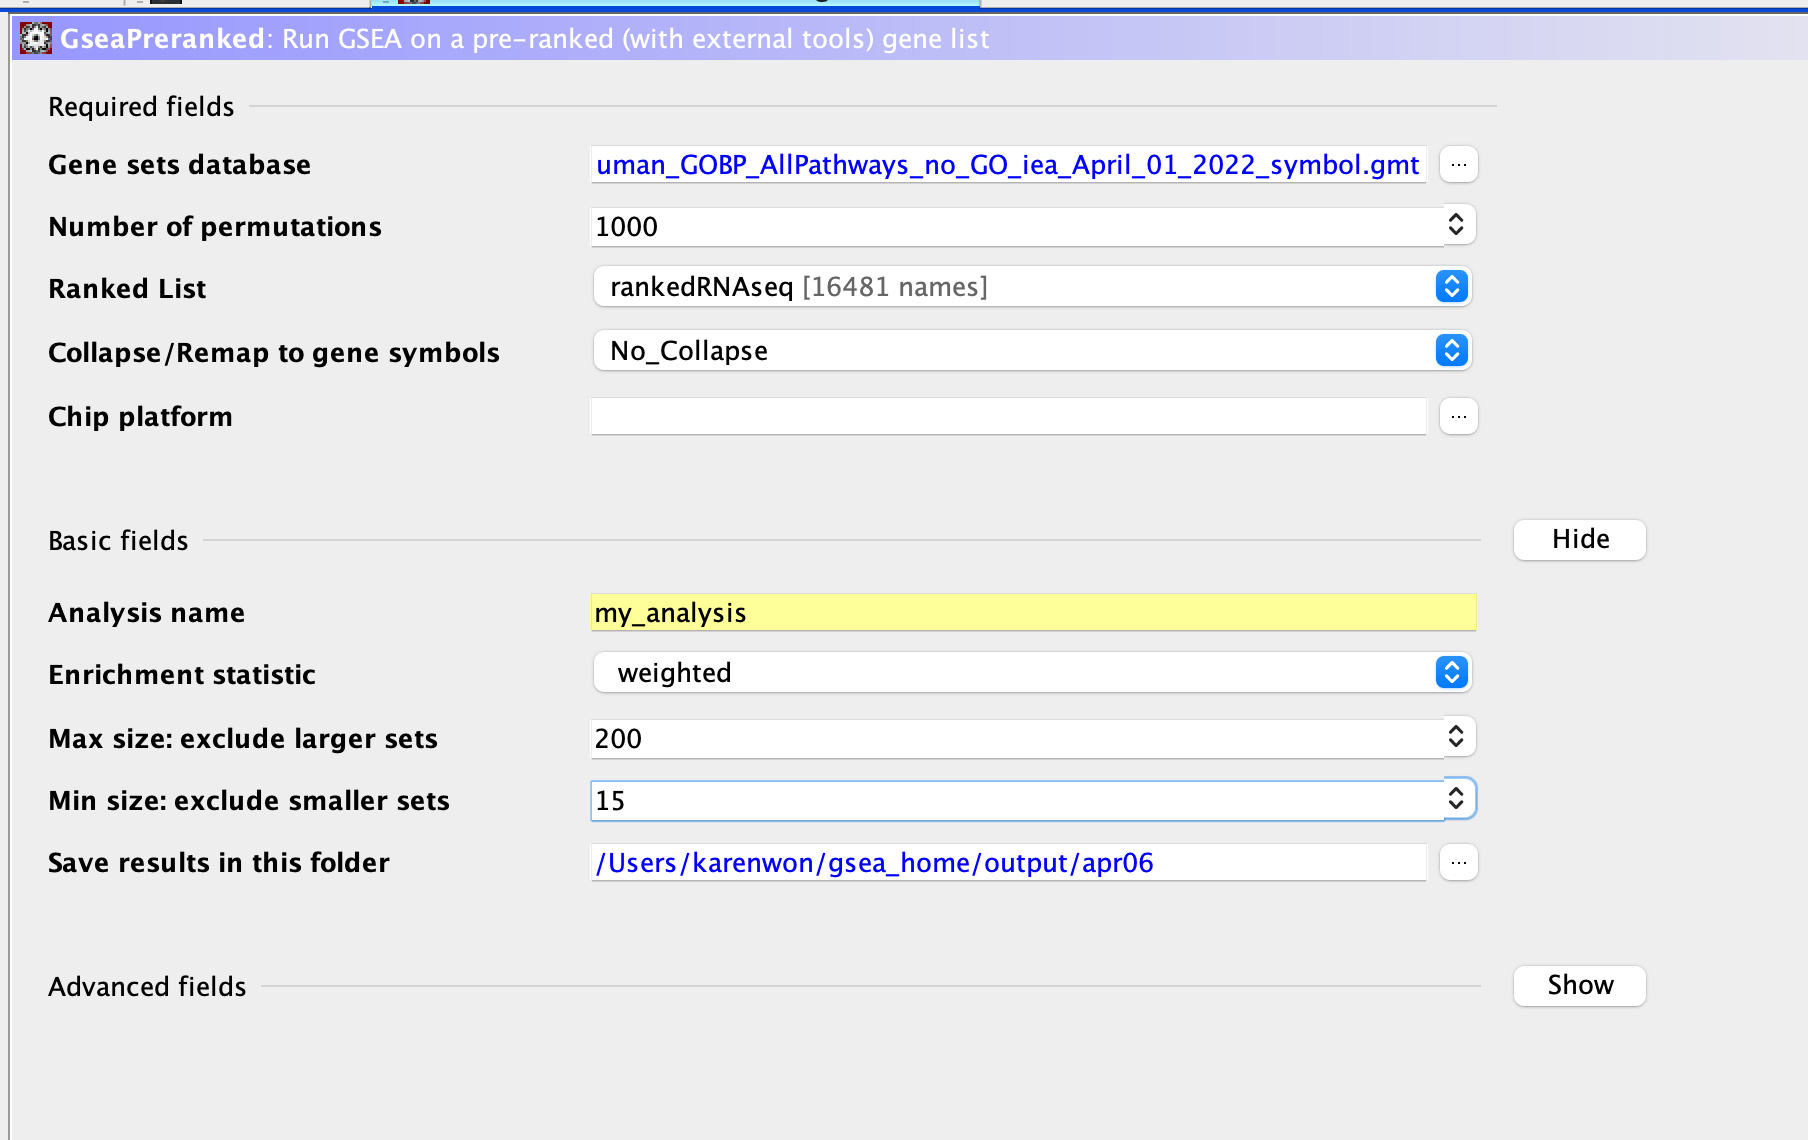 GseaPreranked: Run GSEA on a pre-ranked (with external tools) gene list
Required fields
Gene sets database uman_GOBP_AllPathways_no_GO_iea_April_01_2022_symbol.gmt ...
Number of permutations 1000
Ranked List rankedRNAseq [16481 names]
Collapse/Remap to gene symbols No_Collapse
Chip platform ...
Basic fields Hide
Analysis name my_analysis
Enrichment statistic weighted
Max size: exclude larger sets 200
Min size: exclude smaller sets 15
Save results in this folder /Users/karenwon/gsea_home/output/apr06 ...
Advanced fields Show